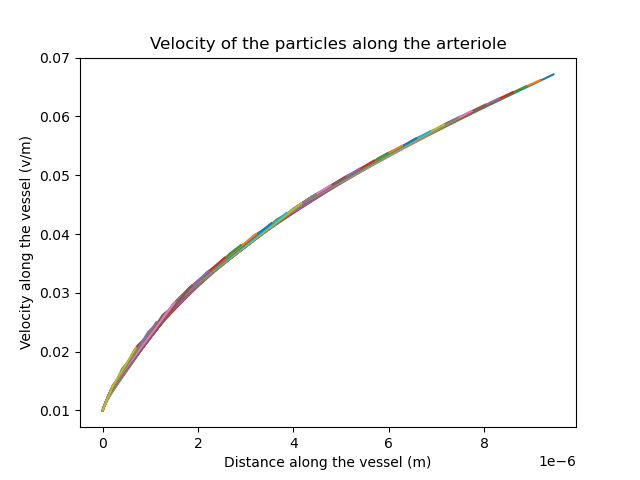 Velocity of the particles along the arteriole
0.07
0.06
0.05
0.04
0.03
0.02
0.01
Velocity along the vessel (v/m)
0 2 4 6 8
1e−6
Distance along the vessel (m)